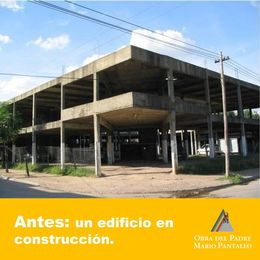 Antes: un edificio en
construcción.
OBRA DEL PADRE
MARIO PANTALEO